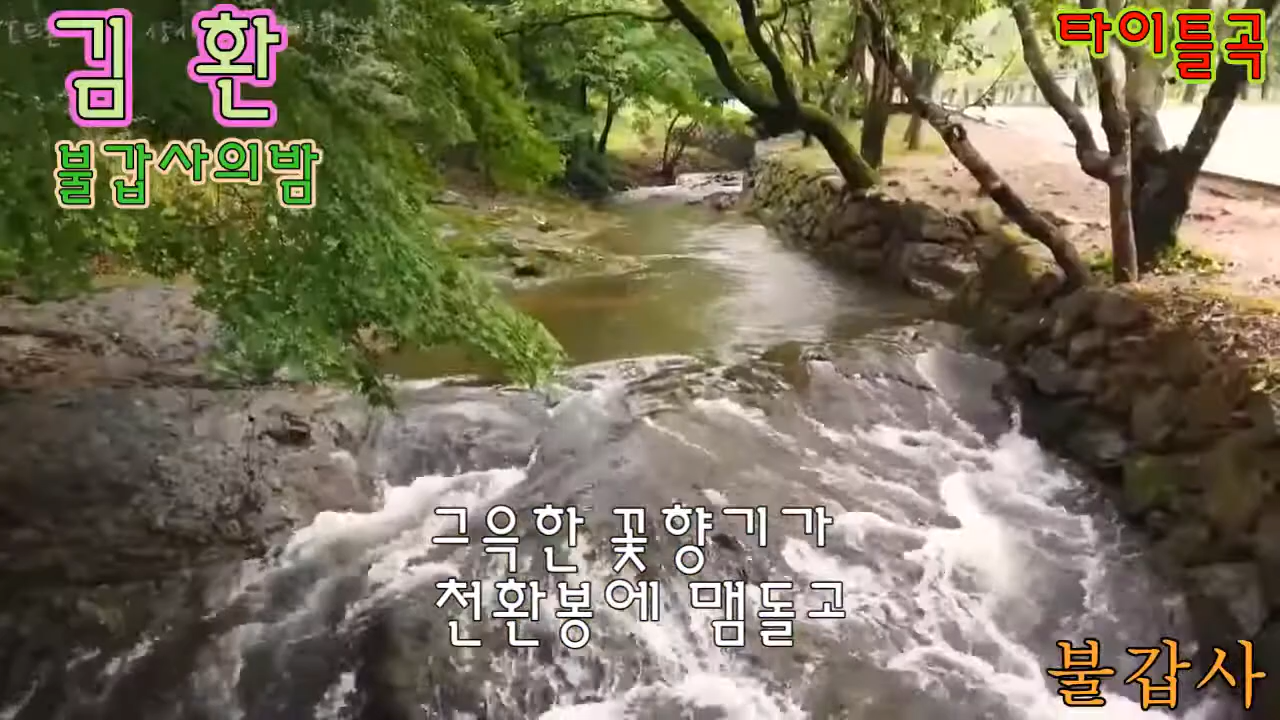 김 환
타이틀곡
불갑사의밤
그윽한 꽃향기가
천환봉에 맴돌고
불갑사